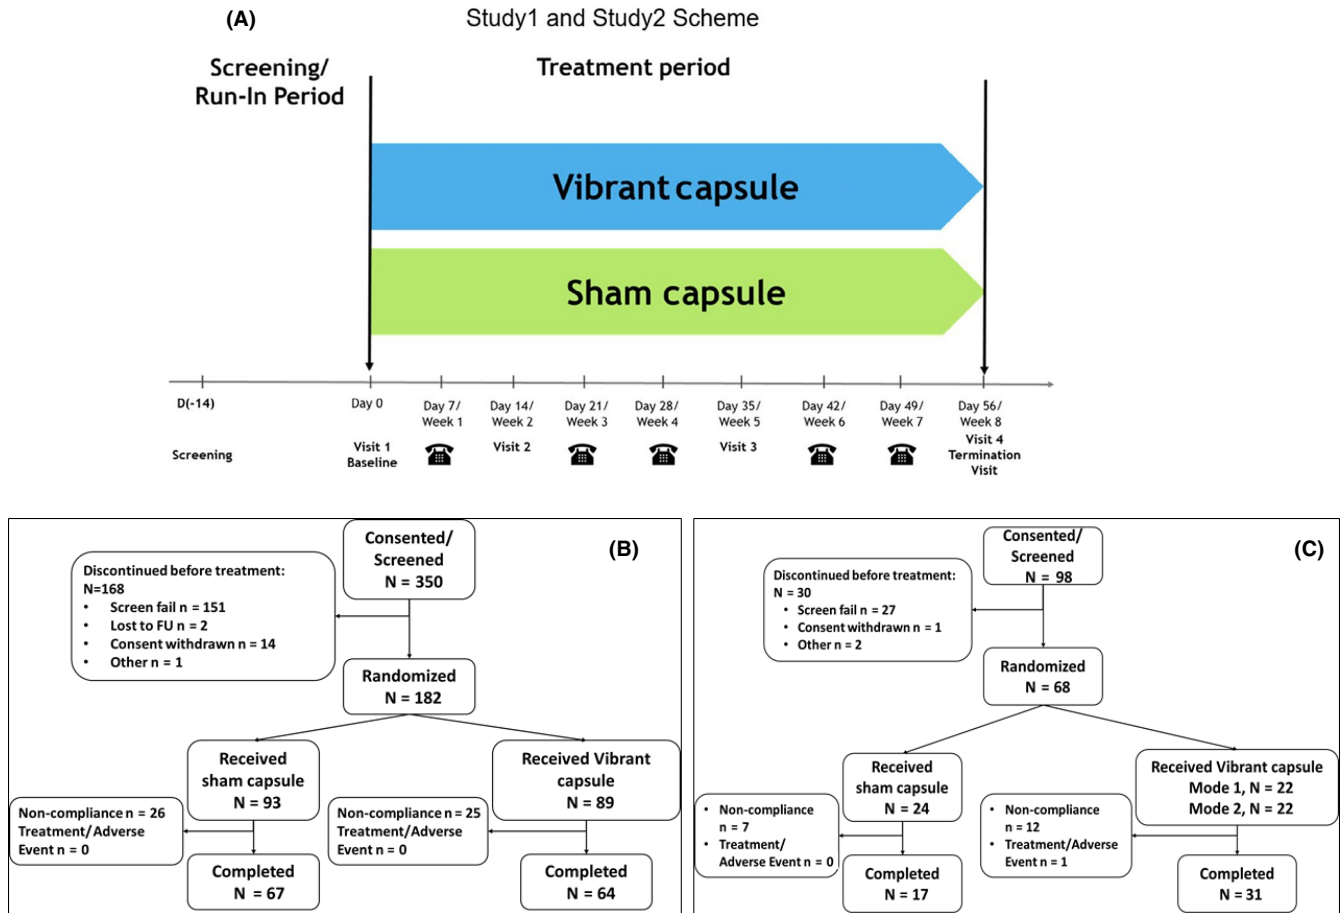 (A)
Study1 and Study2 Scheme
Screening/
Run-In Period
Treatment period
Vibrant capsule
Sham capsule
D(-14)
Day 0
Day 7/
Week 1
Day 14/
Week 2
Day 21/
Week 3
Day 28/
Week 4
Day 35/
Week 5
Day 42/
Week 6
Day 49/
Week 7
Day 56/
Week 8
Screening
Visit 1
Baseline
Visit 2
Visit 3
Visit 4
Termination
Visit
(B)
Consented/
Screened
N = 350
Discontinued before treatment:
N=168
• Screen fail n = 151
• Lost to FU n = 2
• Consent withdrawn n = 14
• Other n = 1
Randomized
N = 182
Received
sham capsule
N = 93
Received Vibrant
capsule
N = 89
Non-compliance n = 26
Treatment/Adverse
Event n = 0
Non-compliance n = 25
Treatment/Adverse
Event n = 0
Completed
N = 67
Completed
N = 64
(C)
Consented/
Screened
N = 98
Discontinued before treatment:
N = 30
• Screen fail n = 27
• Consent withdrawn n = 1
• Other n = 2
Randomized
N = 68
Received
sham capsule
N = 24
Received Vibrant capsule
Mode 1, N = 22
Mode 2, N = 22
• Non-compliance
n = 7
• Treatment/
Adverse Event n = 0
• Non-compliance
n = 12
• Treatment/Adverse
Event n = 1
Completed
N = 17
Completed
N = 31